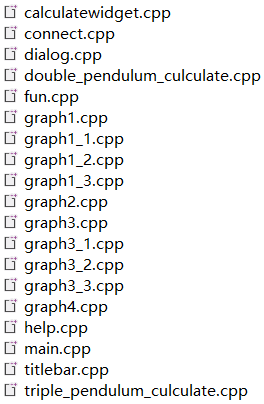 calculatewidget.cpp
connect.cpp
dialog.cpp
double_pendulum_culculate.cpp
fun.cpp
graph1.cpp
graph1_1.cpp
graph1_2.cpp
graph1_3.cpp
graph2.cpp
graph3.cpp
graph3_1.cpp
graph3_2.cpp
graph3_3.cpp
graph4.cpp
help.cpp
main.cpp
titlebar.cpp
triple_pendulum_culculate.cpp